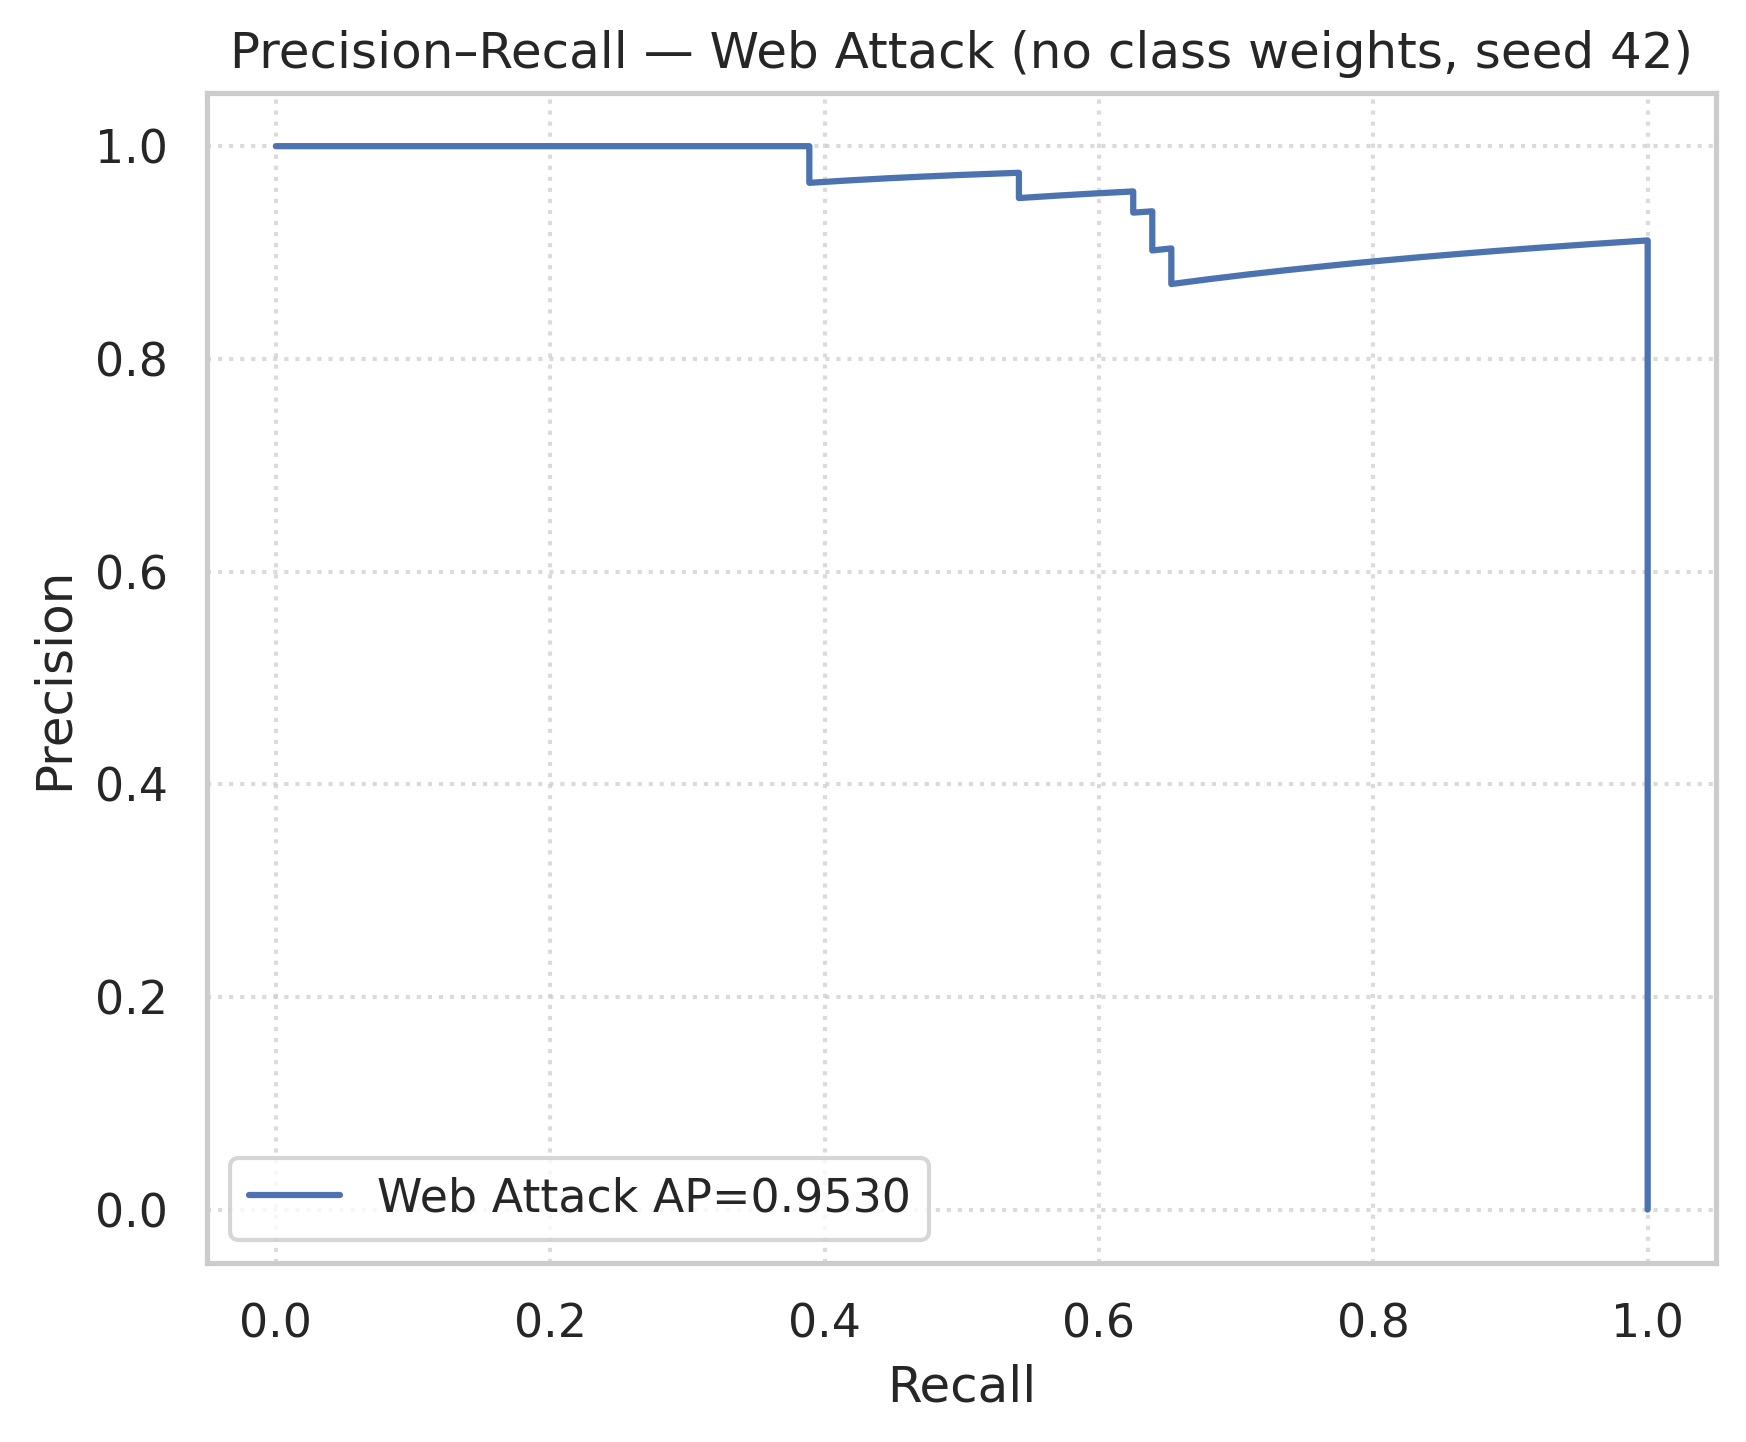 Precision–Recall — Web Attack (no class weights, seed 42)
1.0
0.8
0.6
0.4
0.2
0.0
Precision
Web Attack AP=0.9530
0.0 0.2 0.4 0.6 0.8 1.0
Recall